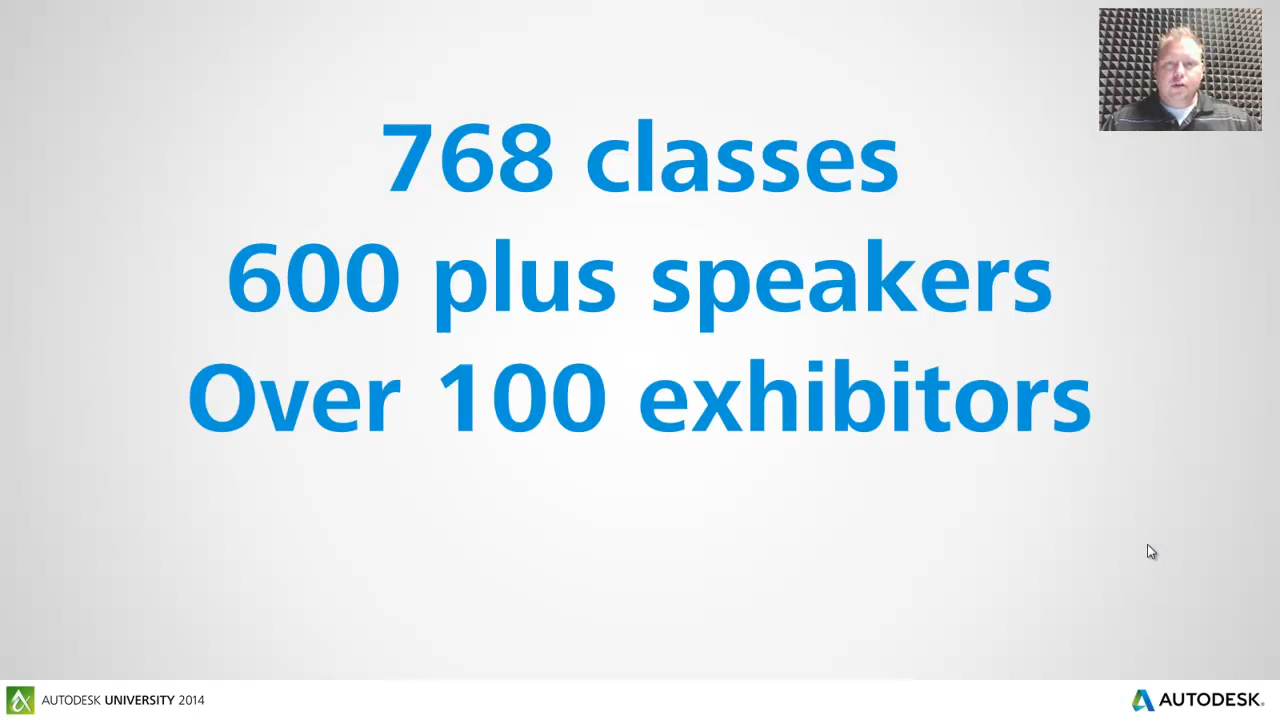 768 classes
600 plus speakers
Over 100 exhibitors
AUTODESK UNIVERSITY 2014
AUTODESK®